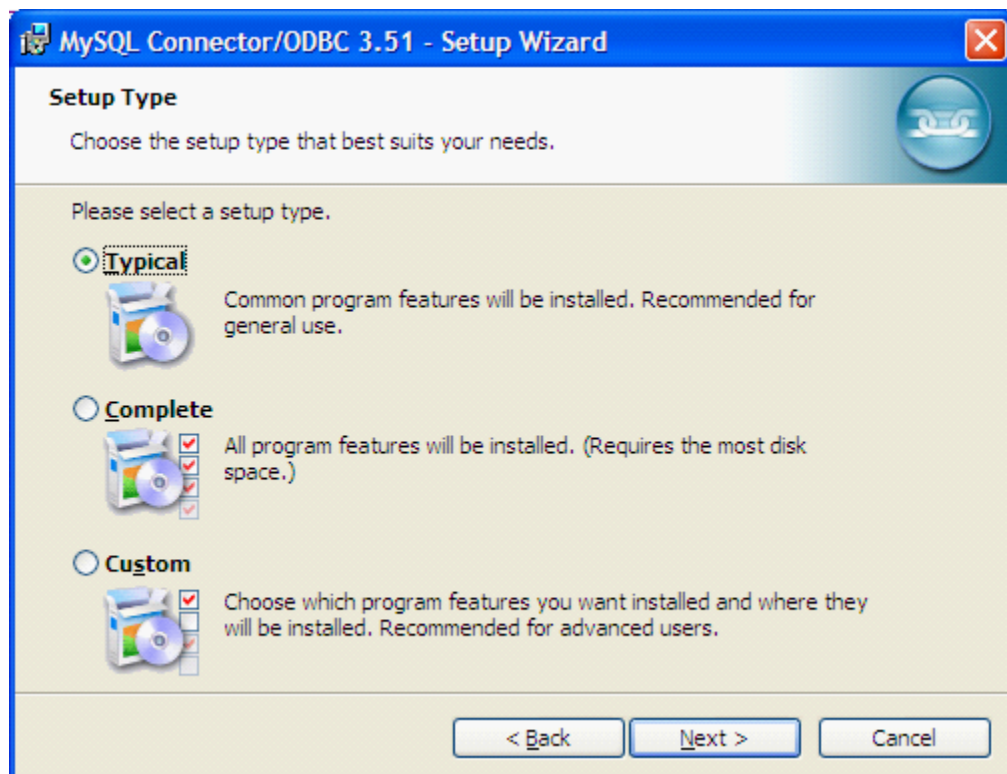 MySQL Connector/ODBC 3.51 - Setup Wizard
Setup Type
Choose the setup type that best suits your needs.
Please select a setup type.
Typical
Common program features will be installed. Recommended for
general use.
Complete
All program features will be installed. (Requires the most disk
space.)
Custom
Choose which program features you want installed and where they
will be installed. Recommended for advanced users.
< Back
Next >
Cancel